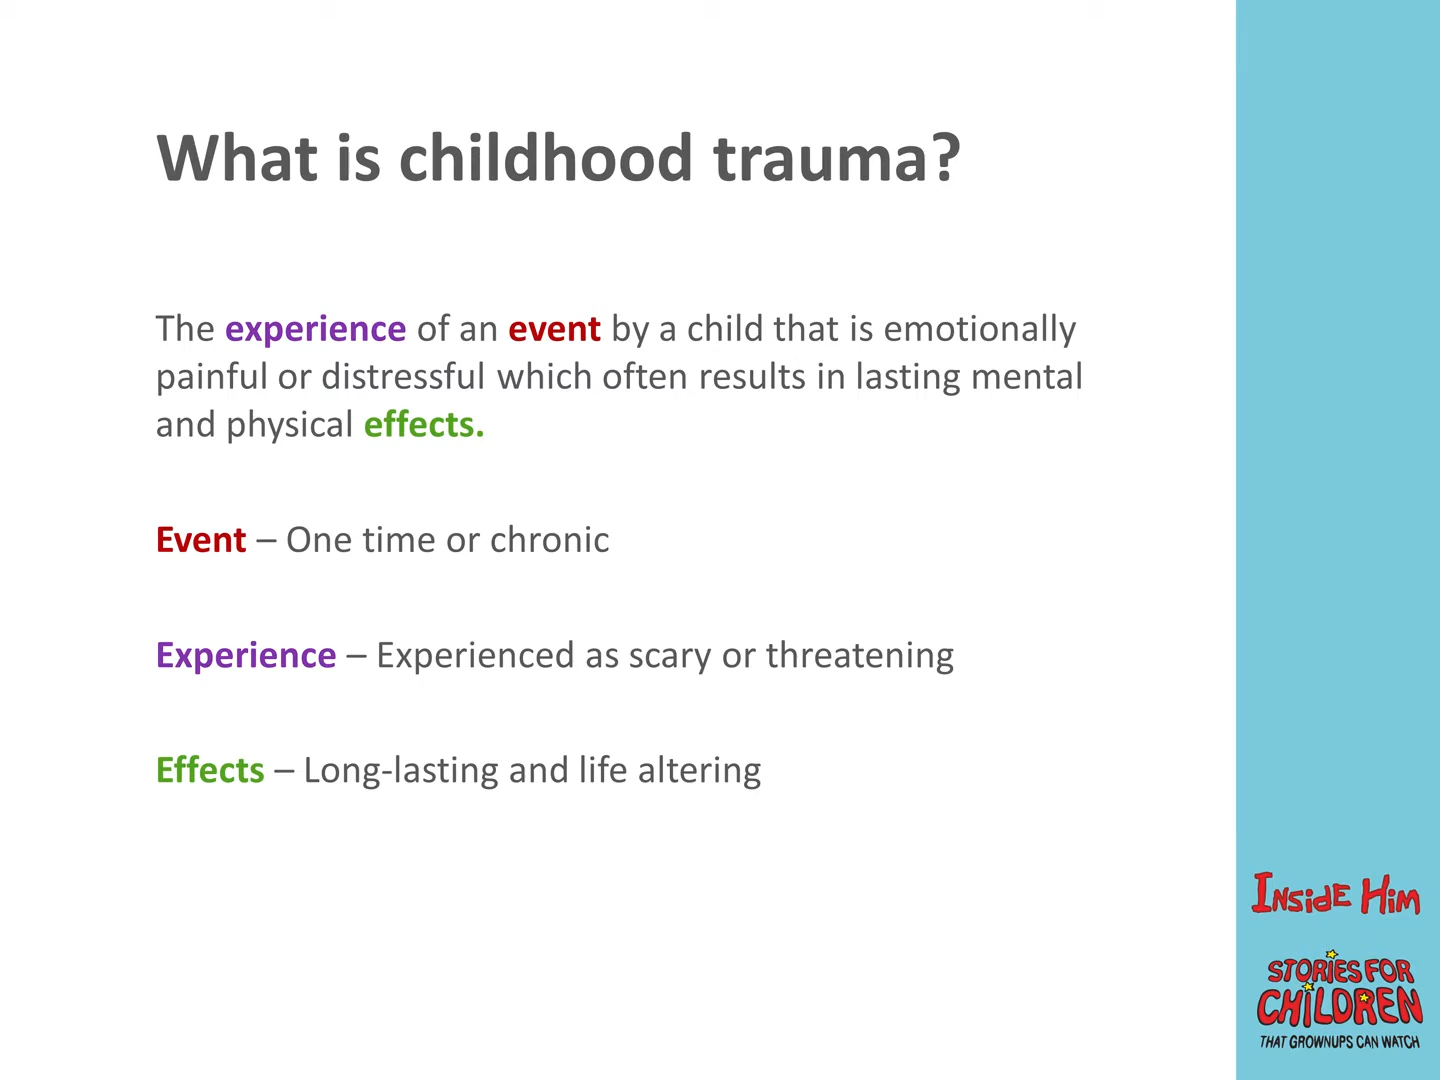 What is childhood trauma?
The experience of an event by a child that is emotionally
painful or distressful which often results in lasting mental
and physical effects.
Event – One time or chronic
Experience – Experienced as scary or threatening
Effects – Long-lasting and life altering
INSidE HiM
STORiES FOR
CHiLDREN
THAT GROWNUPS CAN WATCH